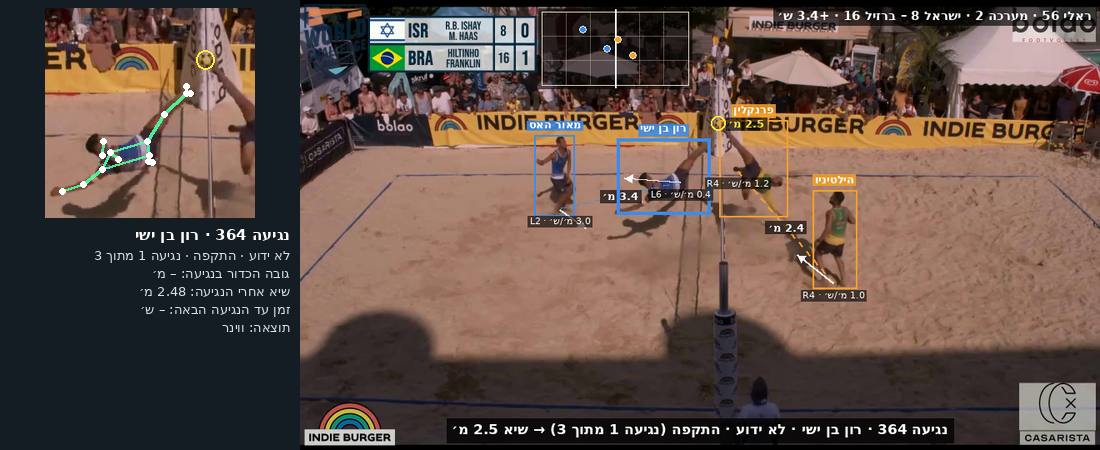 ראלי 56 · מערכה 2 · ישראל 8 – ברזיל 16 · +3.4 ש׳
ISR
R.B. ISHAY
M. HAAS
8 0
BRA
HILTINHO
FRANKLIN
16 1
skrul
bolao
FOOTVOLLEY
INDIE BURGER
bolao
CASARISTA
INDIE BURGER
BURGER
INDIE BURGER
מאור האס
רון בן ישי
פרנקלין
2.5 מ׳
הילטיניו
3.4 מ׳
L6 · 0.4 מ׳/ש׳
R4 · 1.2 מ׳/ש׳
L2 · 3.0 מ׳/ש׳
2.4 מ׳
R4 · 1.0 מ׳/ש׳
נגיעה 364 · רון בן ישי
לא ידוע · התקפה · נגיעה 1 מתוך 3
גובה הכדור בנגיעה: – מ׳
שיא אחרי הנגיעה: 2.48 מ׳
זמן עד הנגיעה הבאה: – ש׳
תוצאה: ווינר
נגיעה 364 · רון בן ישי · לא ידוע · התקפה (נגיעה 1 מתוך 3) → שיא 2.5 מ׳
INDIE BURGER
CASARISTA